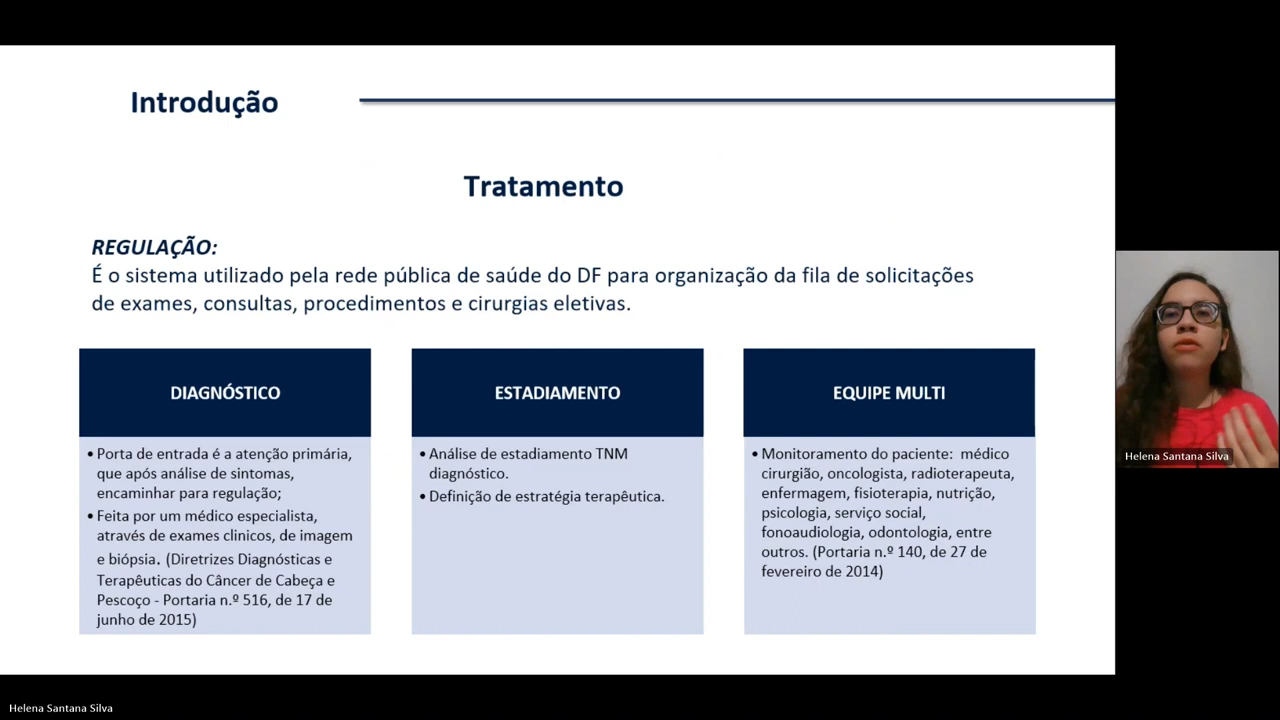 Introdução
Tratamento
REGULAÇÃO:
É o sistema utilizado pela rede pública de saúde do DF para organização da fila de solicitações
de exames, consultas, procedimentos e cirurgias eletivas.
DIAGNÓSTICO
• Porta de entrada é a atenção primária,
que após análise de sintomas,
encaminhar para regulação;
• Feita por um médico especialista,
através de exames clinicos, de imagem
e biópsia. (Diretrizes Diagnósticas e
Terapêuticas do Câncer de Cabeça e
Pescoço - Portaria n.º 516, de 17 de
junho de 2015)
ESTADIAMENTO
• Análise de estadiamento TNM
diagnóstico.
• Definição de estratégia terapêutica.
EQUIPE MULTI
• Monitoramento do paciente: médico
cirurgião, oncologista, radioterapeuta,
enfermagem, fisioterapia, nutrição,
psicologia, serviço social,
fonoaudiologia, odontologia, entre
outros. (Portaria n.º 140, de 27 de
fevereiro de 2014)
Helena Santana Silva
Helena Santana Silva